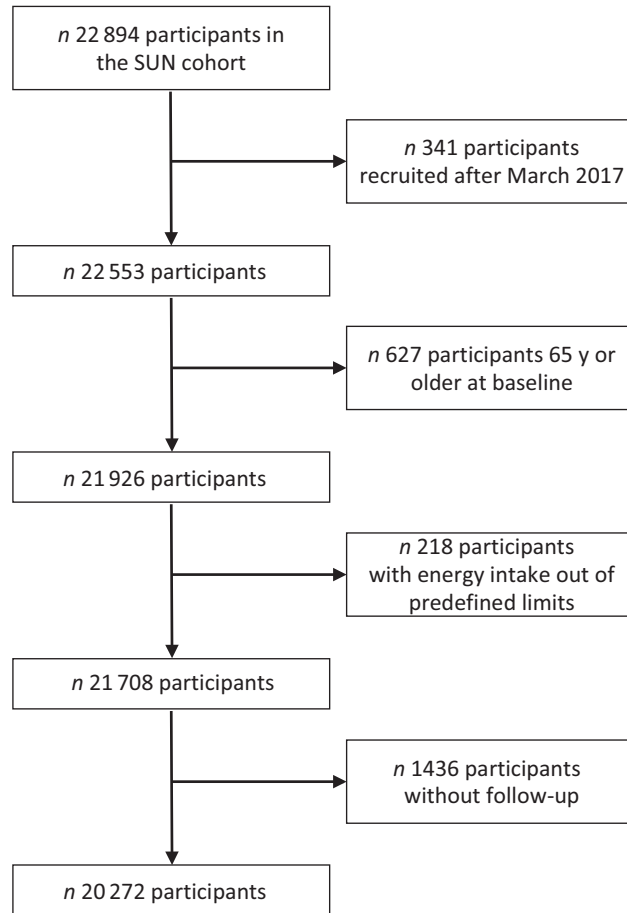 n 22 894 participants in
the SUN cohort
n 341 participants
recruited after March 2017
n 22 553 participants
n 627 participants 65 y or
older at baseline
n 21 926 participants
n 218 participants
with energy intake out of
predefined limits
n 21 708 participants
n 1436 participants
without follow-up
n 20 272 participants